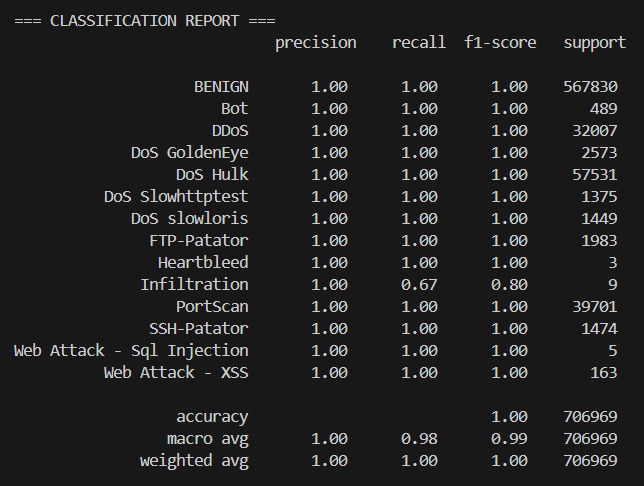 === CLASSIFICATION REPORT ===
precision recall f1-score support
BENIGN 1.00 1.00 1.00 567830
Bot 1.00 1.00 1.00 489
DDoS 1.00 1.00 1.00 32007
DoS GoldenEye 1.00 1.00 1.00 2573
DoS Hulk 1.00 1.00 1.00 57531
DoS Slowhttptest 1.00 1.00 1.00 1375
DoS slowloris 1.00 1.00 1.00 1449
FTP-Patator 1.00 1.00 1.00 1983
Heartbleed 1.00 1.00 1.00 3
Infiltration 1.00 0.67 0.80 9
PortScan 1.00 1.00 1.00 39701
SSH-Patator 1.00 1.00 1.00 1474
Web Attack - Sql Injection 1.00 1.00 1.00 5
Web Attack - XSS 1.00 1.00 1.00 163
accuracy 1.00 706969
macro avg 1.00 0.98 0.99 706969
weighted avg 1.00 1.00 1.00 706969